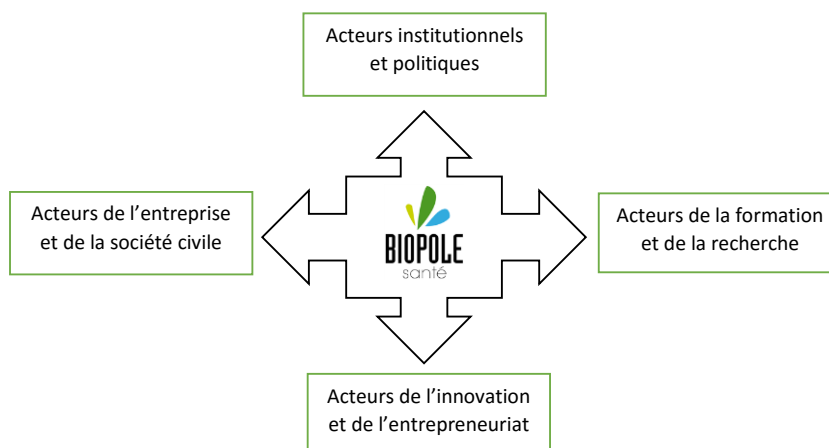 Acteurs institutionnels
et politiques
Acteurs de l’entreprise
et de la société civile
BIOPOLE
santé
Acteurs de la formation
et de la recherche
Acteurs de l’innovation
et de l’entrepreneuriat